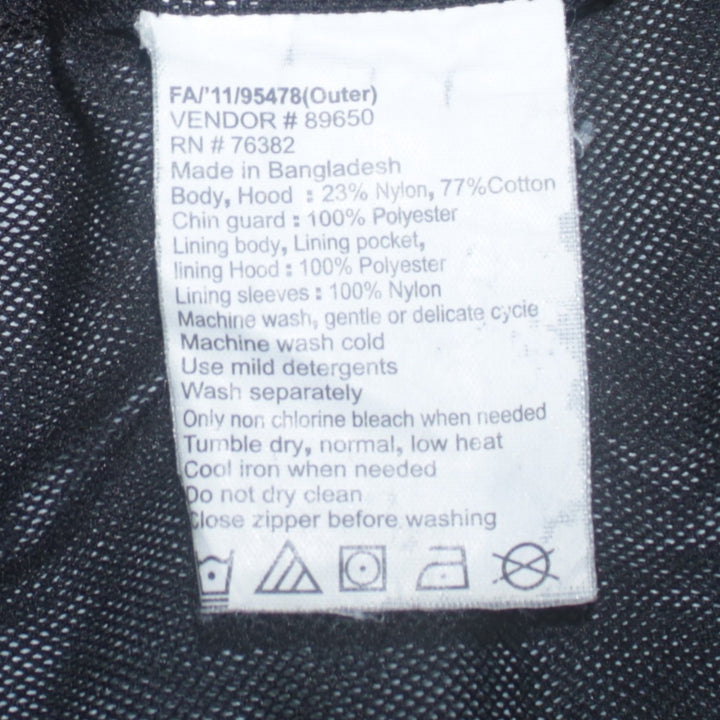 FA/'11/95478(Outer)
VENDOR # 89650
RN # 76382
Made in Bangladesh
Body, Hood : 23% Nylon, 77%Cotton
Chin guard : 100% Polyester
Lining body, Lining pocket,
lining Hood : 100% Polyester
Lining sleeves : 100% Nylon
Machine wash, gentle or delicate cycle
Machine wash cold
Use mild detergents
Wash separately
Only non chlorine bleach when needed
Tumble dry, normal, low heat
Cool iron when needed
Do not dry clean
Close zipper before washing